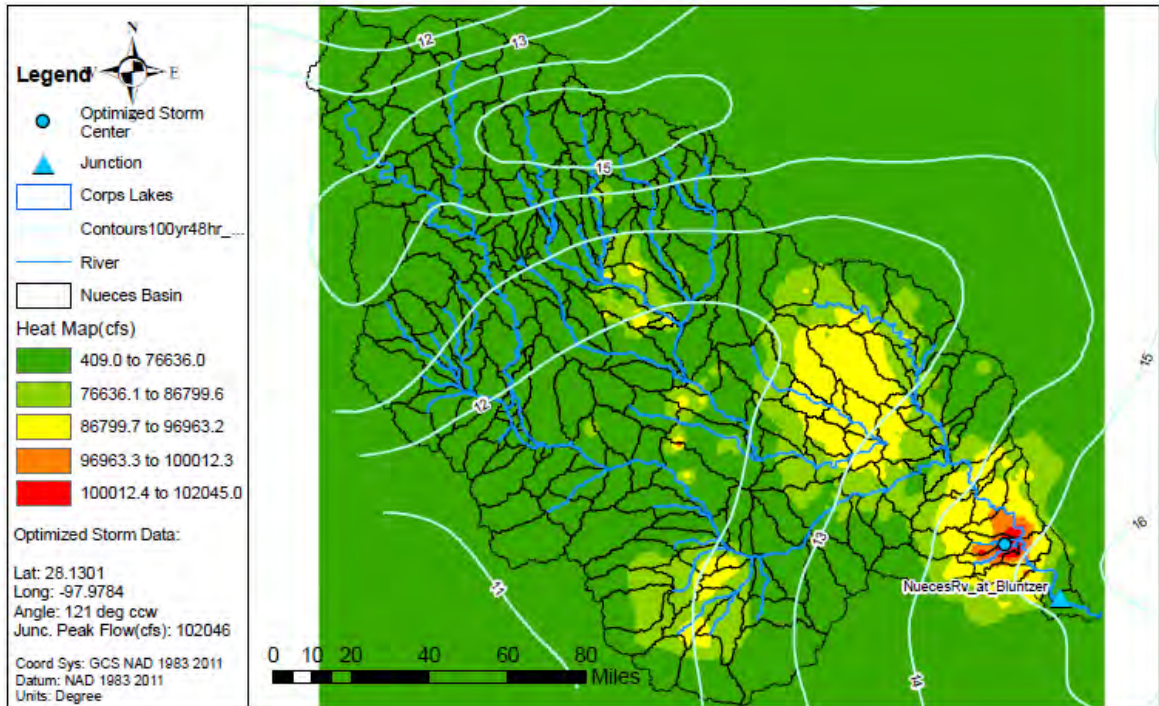 N
Legend
E
Optimized Storm
Center
Junction
Corps Lakes
Contours100yr48hr_...
River
Nueces Basin
Heat Map(cfs)
409.0 to 76636.0
76636.1 to 86799.6
86799.7 to 96963.2
96963.3 to 100012.3
100012.4 to 102045.0
Optimized Storm Data:
Lat: 28.1301
Long: -97.9784
Angle: 121 deg ccw
Junc. Peak Flow(cfs): 102046
Coord Sys: GCS NAD 1983 2011
Datum: NAD 1983 2011
Units: Degree
12
13
15
15
12
16
13
11
NuecesRv_at_Bluntzer
14
0 10 20 40 60 80
Miles